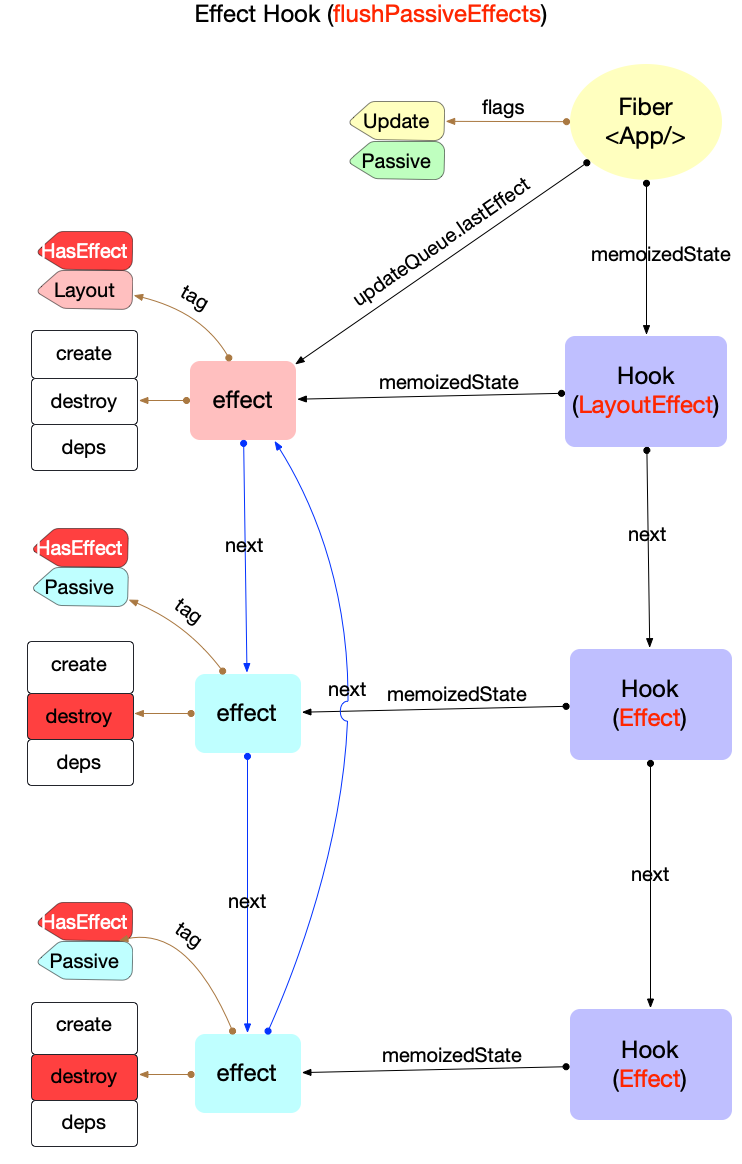 Effect Hook (flushPassiveEffects)
Fiber
<App/>
flags
Update
Passive
updateQueue.lastEffect
memoizedState
HasEffect
Layout
tag
create
destroy
deps
effect
memoizedState
Hook
(LayoutEffect)
next
next
HasEffect
Passive
tag
create
destroy
deps
effect
next
memoizedState
Hook
(Effect)
next
next
HasEffect
Passive
tag
create
destroy
deps
effect
memoizedState
Hook
(Effect)